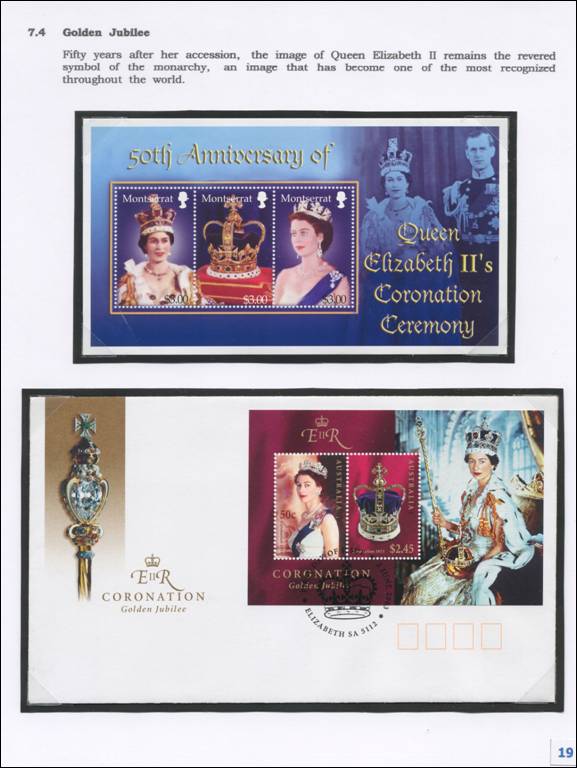 7.4 Golden Jubilee
Fifty years after her accession, the image of Queen Elizabeth II remains the revered
symbol of the monarchy, an image that has become one of the most recognized
throughout the world.
50th Anniversary of
Montserrat
Montserrat
Montserrat
$3.00
$3.00
$3.00
Queen
Elizabeth II's
Coronation
Ceremony
EIIR
50c
AUSTRALIA
AUSTRALIA
$2.45
CORONATION
Golden Jubilee
ELIZABETH SA 5112
EIIR
CORONATION
Golden Jubilee
19